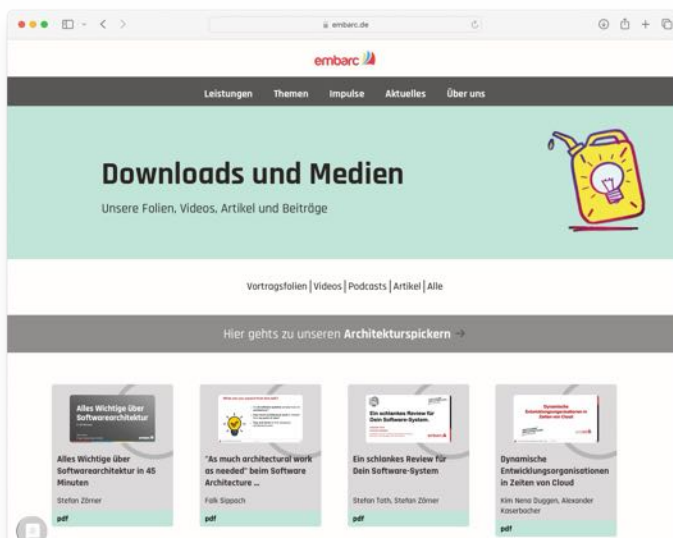 embarc.de
embarc
Leistungen Themen Impulse Aktuelles Über uns
Downloads und Medien
Unsere Folien, Videos, Artikel und Beiträge
Vortragsfolien | Videos | Podcasts | Artikel | Alle
Hier gehts zu unseren Architekturspickern →
Alles Wichtige über
Softwarearchitektur
Alles Wichtige über
Softwarearchitektur in 45
Minuten
Stefan Zörner
pdf
"As much architectural work
as needed" beim Software
Architecture ...
Falk Sippach
pdf
Ein schlankes Review für
Dein Software-System.
Ein schlankes Review für
Dein Software-System
Stefan Toth, Stefan Zörner
pdf
Dynamische
Entwicklungsorganisationen in
Zeiten von Cloud
Dynamische
Entwicklungsorganisationen
in Zeiten von Cloud
Kim Nena Duggen, Alexander
Kaserbacher
pdf